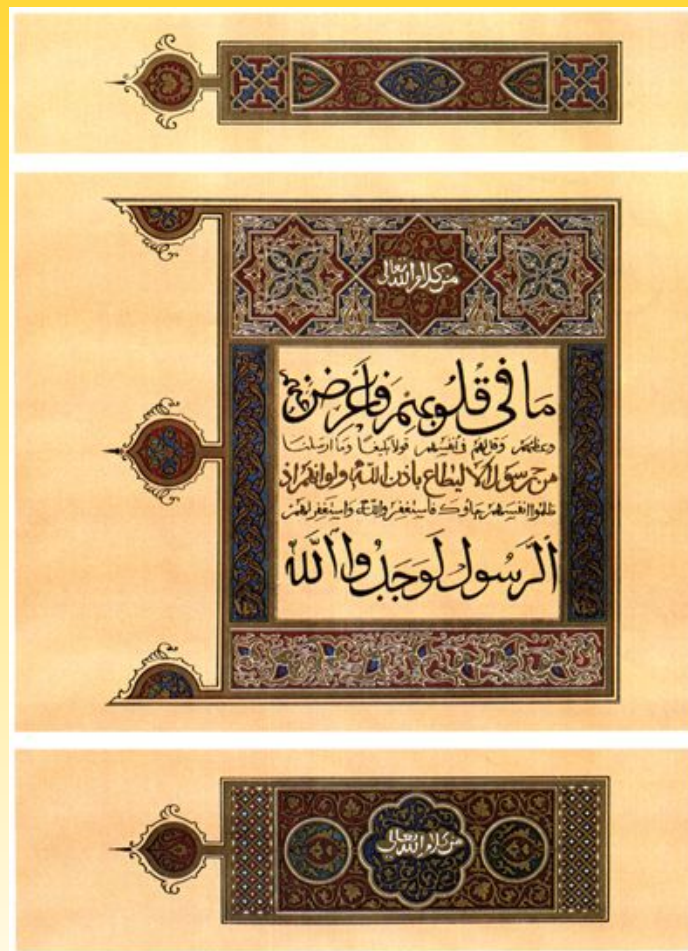 من كلام الله تعالى
ما في قلوبهم فأعرض عنهم
وعظهم وقل لهم في أنفسهم قولا بليغا وما أرسلنا
من رسول إلا ليطاع بإذن الله ولو أنهم إذ
ظلموا أنفسهم جاؤك فاستغفروا الله واستغفر لهم
الرسول لوجدوا الله
من كلام الله تعالى